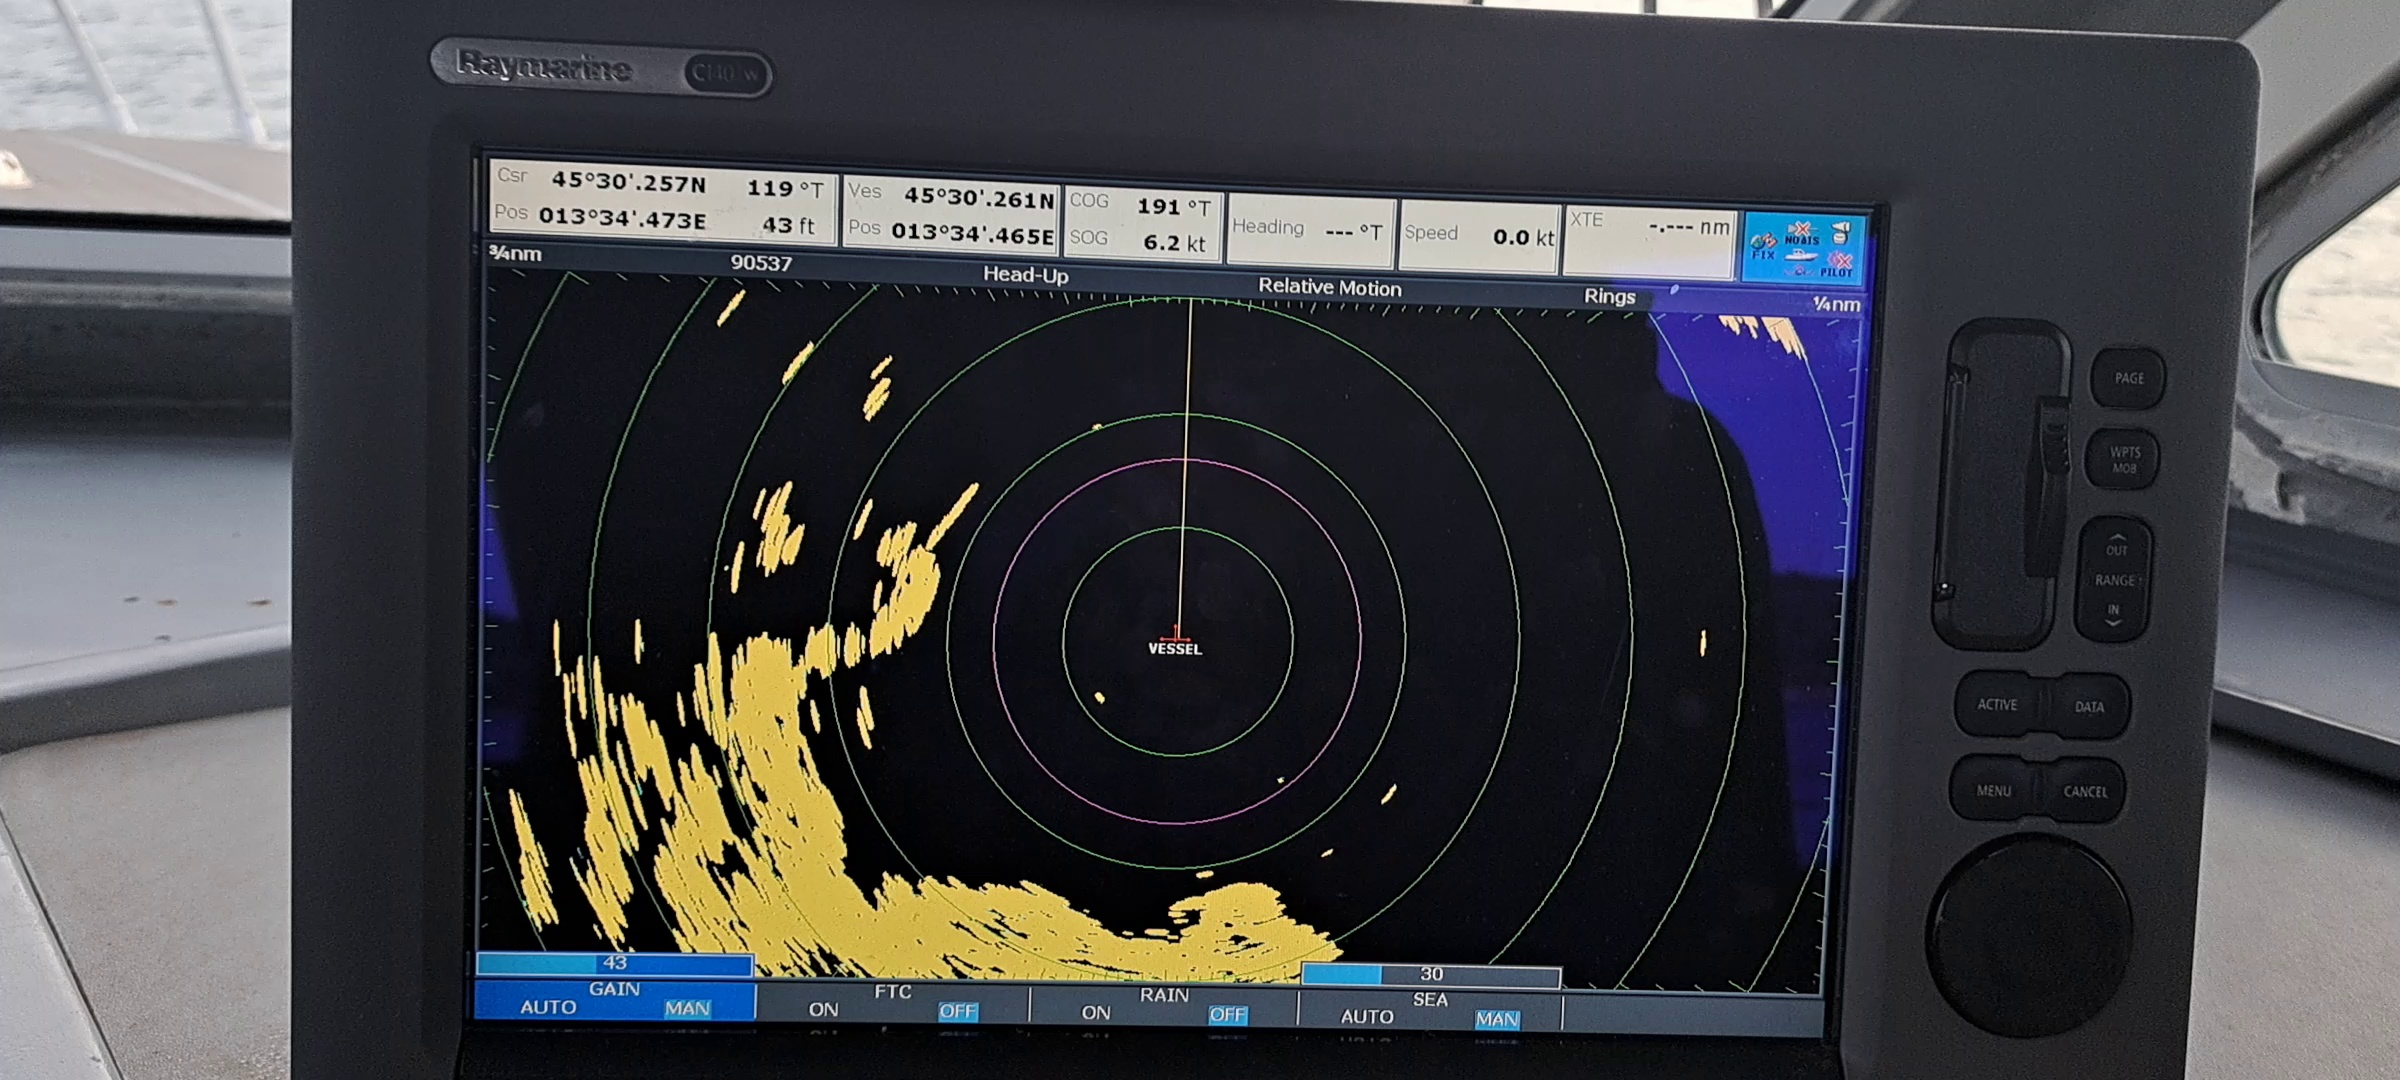 Raymarine C140w
Csr 45°30'.257N 119 °T
Pos 013°34'.473E 43 ft
Ves 45°30'.261N
Pos 013°34'.465E
COG 191 °T
SOG 6.2 kt
Heading --- °T
Speed 0.0 kt
XTE -.--- nm
NO AIS
FIX
PILOT
¾nm 90537 Head-Up Relative Motion Rings ¼nm
VESSEL
43
GAIN
AUTO MAN
FTC
ON OFF
RAIN
ON OFF
30
SEA
AUTO MAN
PAGE
WPTS
MOB
OUT
RANGE
IN
ACTIVE DATA
MENU CANCEL